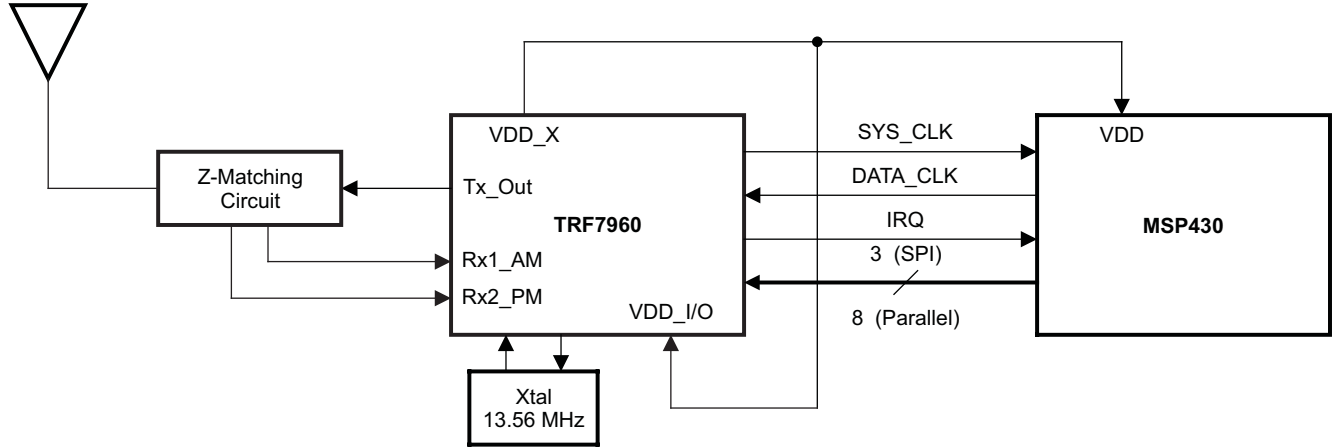 VDD_X
SYS_CLK
VDD
Z-Matching
Circuit
Tx_Out
DATA_CLK
TRF7960
IRQ
MSP430
3 (SPI)
Rx1_AM
Rx2_PM
VDD_I/O
8 (Parallel)
Xtal
13.56 MHz